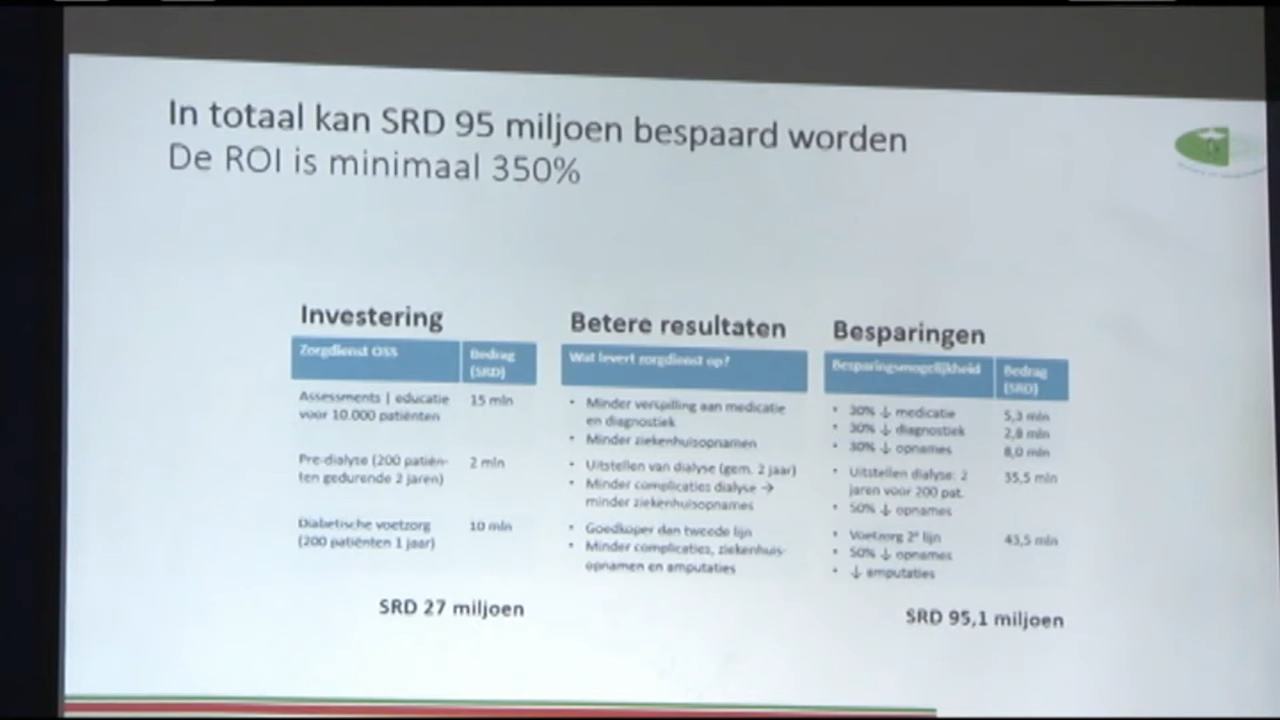 In totaal kan SRD 95 miljoen bespaard worden
De ROI is minimaal 350%
Investering
Zorgdienst OSS
Bedrag
(SRD)
Assessments | educatie
voor 10.000 patiënten
15 mln
Pre-dialyse (200 patiën-
ten gedurende 2 jaren)
2 mln
Diabetische voetzorg
(200 patiënten 1 jaar)
10 mln
SRD 27 miljoen
Betere resultaten
Wat levert zorgdienst op?
• Minder verspilling aan medicatie
en diagnostiek
• Minder ziekenhuisopnamen
• Uitstellen van dialyse (gem. 2 jaar)
• Minder complicaties dialyse →
minder ziekenhuisopnames
• Goedkoper dan tweede lijn
• Minder complicaties, ziekenhuis-
opnamen en amputaties
Besparingen
Besparingsmogelijkheid
Bedrag
(SRD)
• 30% ↓ medicatie
5,3 mln
• 30% ↓ diagnostiek
2,8 mln
• 30% ↓ opnames
8,0 mln
• Uitstellen dialyse: 2
jaren voor 200 pat.
35,5 mln
• 50% ↓ opnames
• Voetzorg 2e lijn
43,5 mln
• 50% ↓ opnames
• ↓ amputaties
SRD 95,1 miljoen